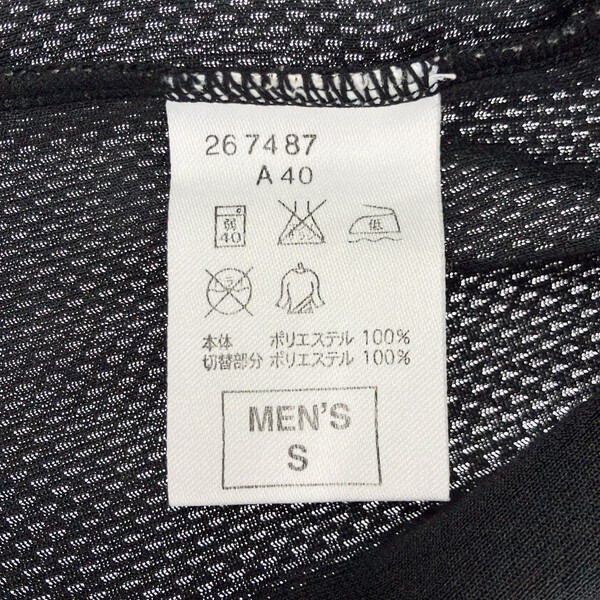 267487
A40
弱
40
低
本体 ポリエステル 100%
切替部分 ポリエステル 100%
MEN'S
S